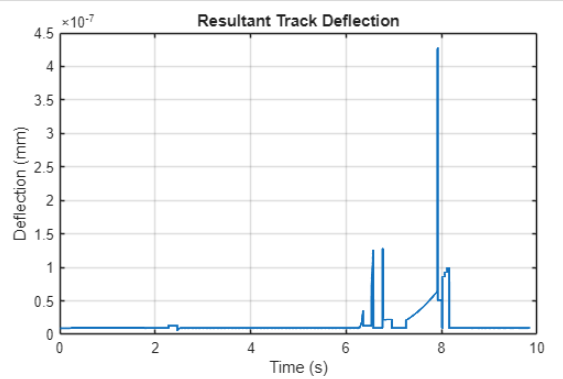 ×10⁻⁷
Resultant Track Deflection
4.5
4
3.5
3
2.5
2
1.5
1
0.5
0
Deflection (mm)
0 2 4 6 8 10
Time (s)